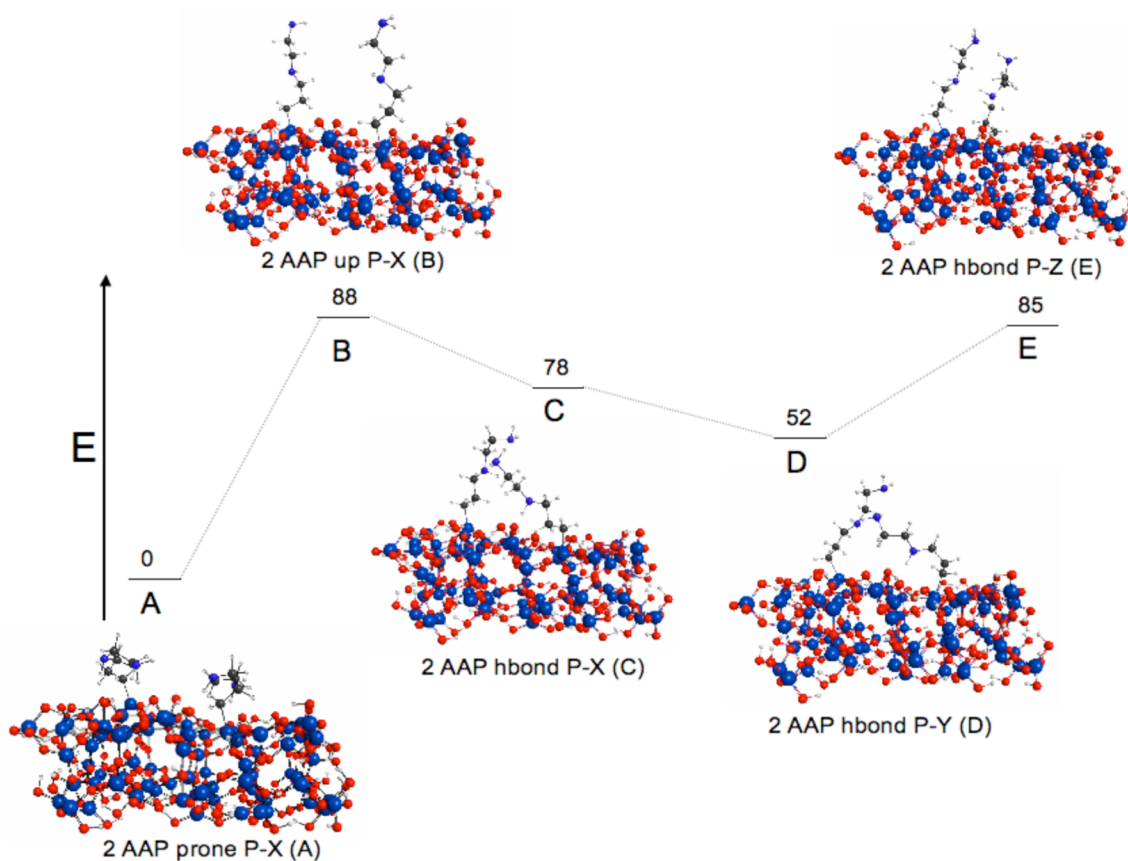 2 AAP up P-X (B)
2 AAP hbond P-Z (E)
88
B
85
E
78
C
52
D
E
0
A
2 AAP hbond P-X (C)
2 AAP hbond P-Y (D)
2 AAP prone P-X (A)